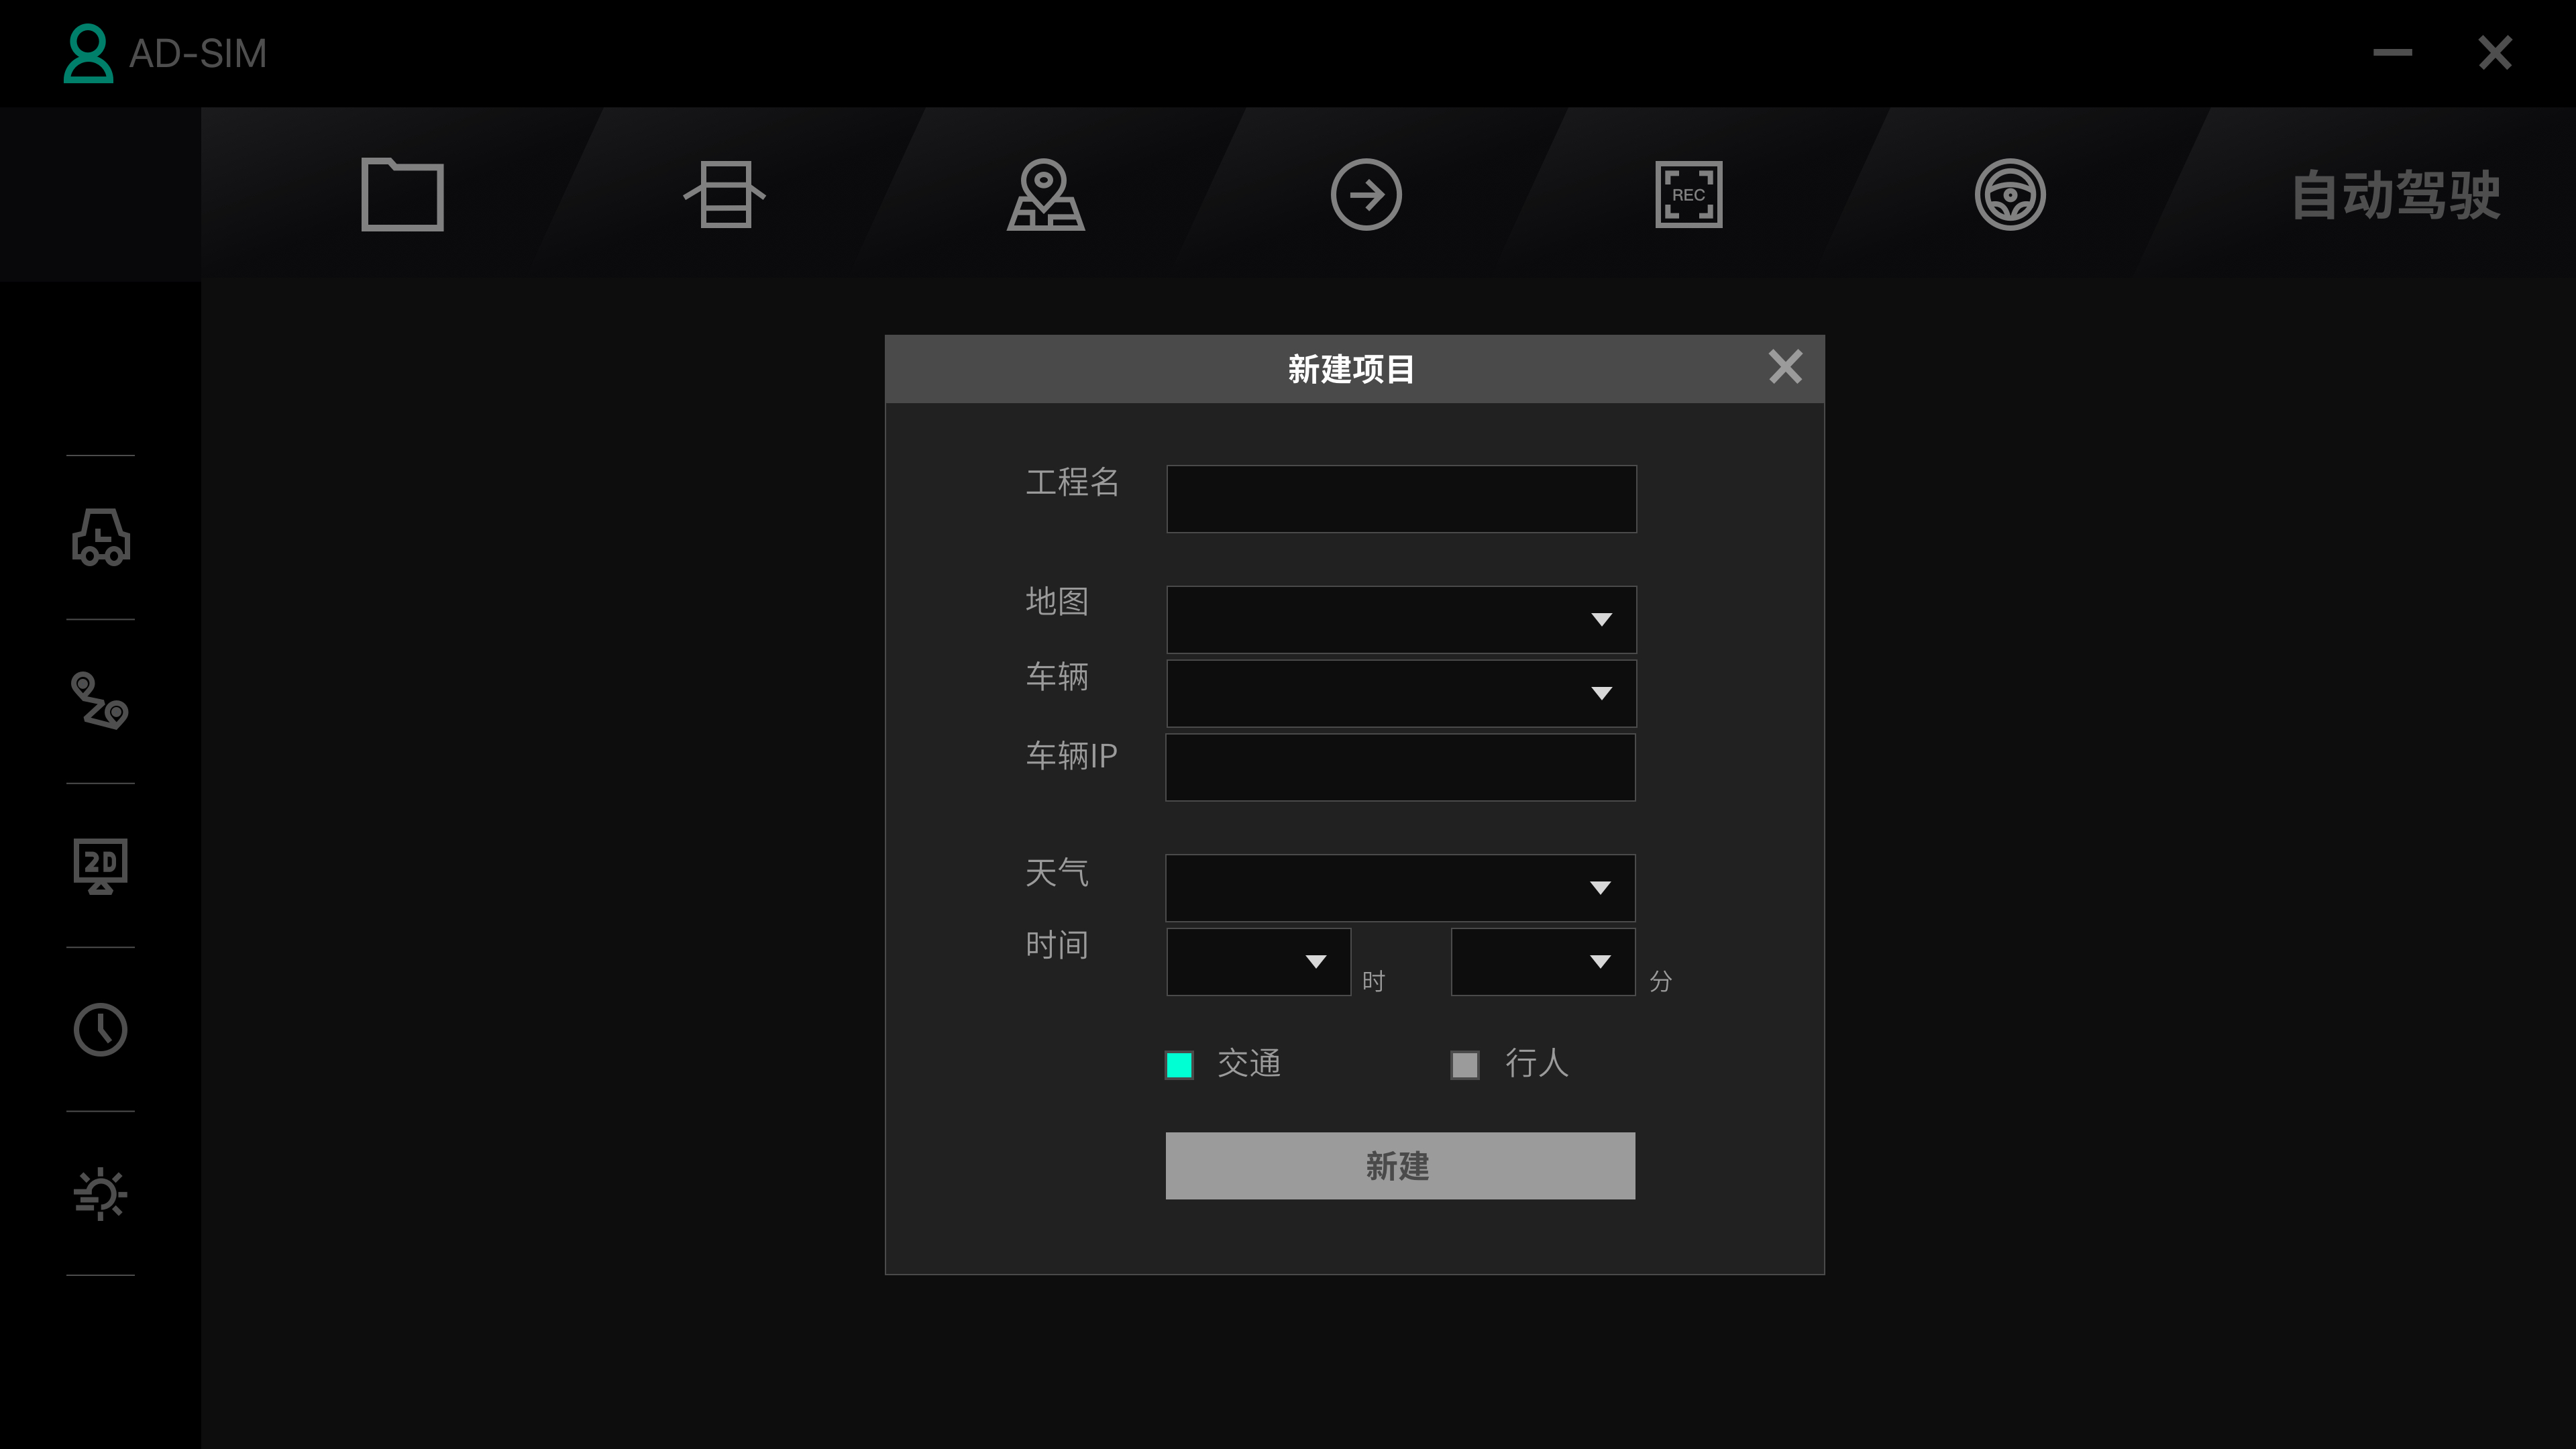 AD-SIM
REC
自动驾驶
新建项目
工程名
地图
车辆
车辆IP
2D
天气
时间
时
分
交通
行人
新建